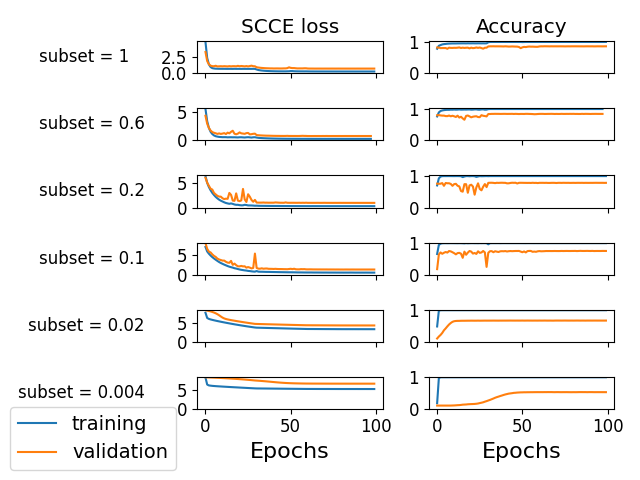 SCCE loss Accuracy
subset = 1 2.5 0.0 1 0
subset = 0.6 5 0 1 0
subset = 0.2 5 0 1 0
subset = 0.1 5 0 1 0
subset = 0.02 5 0 1 0
subset = 0.004 5 0 1 0
0 50 100 0 50 100
Epochs Epochs
training
validation